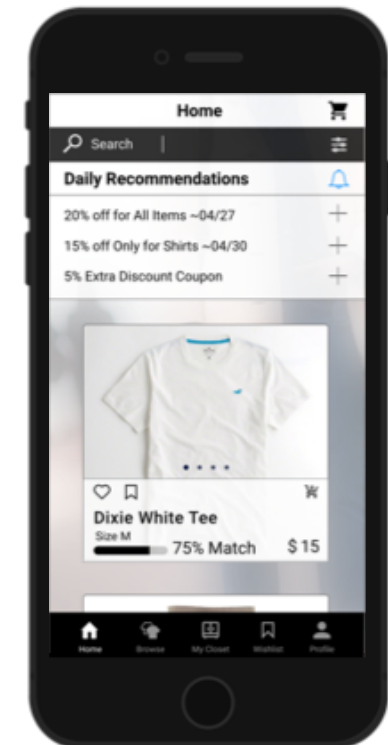 Home
Search
Daily Recommendations
20% off for All Items ~04/27
15% off Only for Shirts ~04/30
5% Extra Discount Coupon
Dixie White Tee
Size M
75% Match
$ 15
Home
Browse
My Closet
Wishlist
Profile